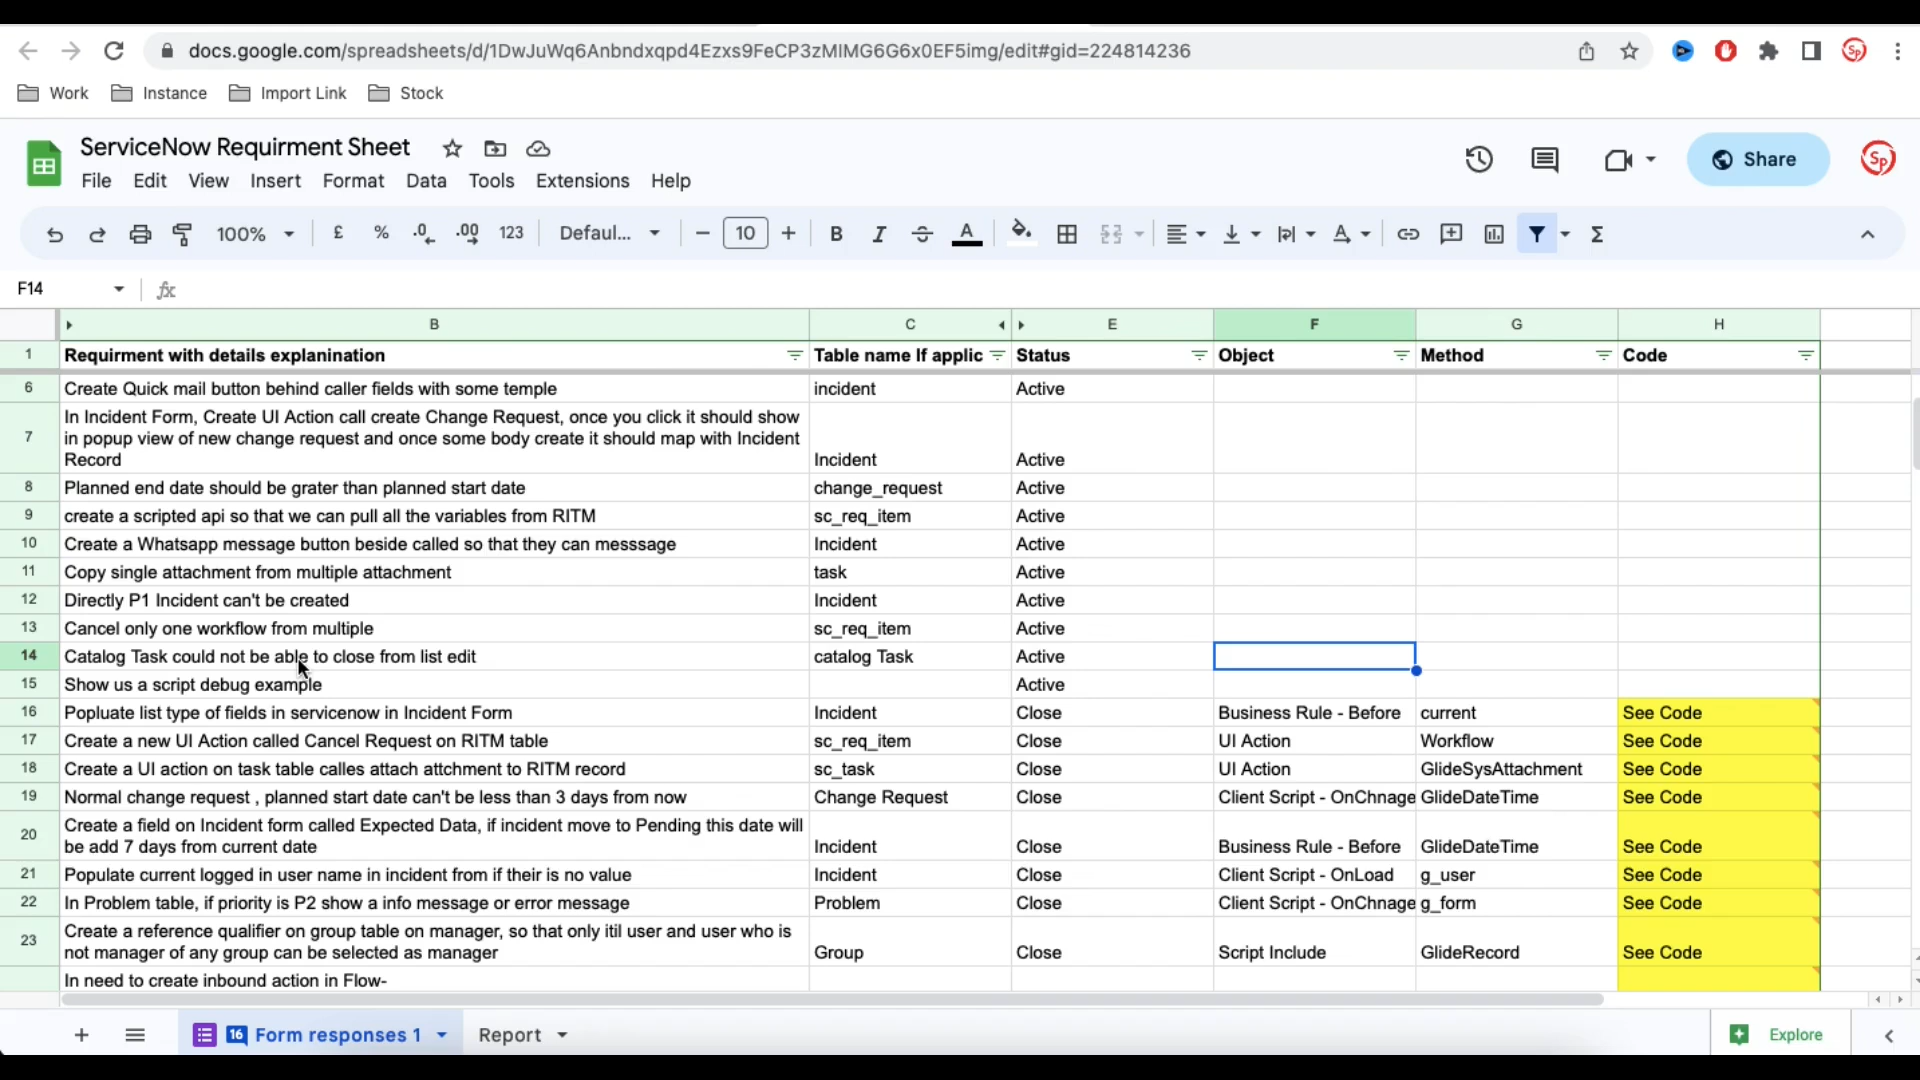 docs.google.com/spreadsheets/d/1DwJuWq6Anbndxqpd4Ezxs9FeCP3zMIMG6G6x0EF5img/edit#gid=224814236
Sp
Work Instance Import Link Stock
ServiceNow Requirment Sheet
File Edit View Insert Format Data Tools Extensions Help
Share
Sp
100% £ % .0 .00 123 Defaul... 10 B I S A A Σ
F14 fx
B C E F G H
1 Requirment with details explanination Table name If applic Status Object Method Code
6 Create Quick mail button behind caller fields with some temple incident Active
In Incident Form, Create UI Action call create Change Request, once you click it should show
7 in popup view of new change request and once some body create it should map with Incident
Record Incident Active
8 Planned end date should be grater than planned start date change_request Active
9 create a scripted api so that we can pull all the variables from RITM sc_req_item Active
10 Create a Whatsapp message button beside called so that they can messsage Incident Active
11 Copy single attachment from multiple attachment task Active
12 Directly P1 Incident can't be created Incident Active
13 Cancel only one workflow from multiple sc_req_item Active
14 Catalog Task could not be able to close from list edit catalog Task Active
15 Show us a script debug example Active
16 Popluate list type of fields in servicenow in Incident Form Incident Close Business Rule - Before current See Code
17 Create a new UI Action called Cancel Request on RITM table sc_req_item Close UI Action Workflow See Code
18 Create a UI action on task table calles attach attchment to RITM record sc_task Close UI Action GlideSysAttachment See Code
19 Normal change request , planned start date can't be less than 3 days from now Change Request Close Client Script - OnChnage GlideDateTime See Code
Create a field on Incident form called Expected Data, if incident move to Pending this date will
20 be add 7 days from current date Incident Close Business Rule - Before GlideDateTime See Code
21 Populate current logged in user name in incident from if their is no value Incident Close Client Script - OnLoad g_user See Code
22 In Problem table, if priority is P2 show a info message or error message Problem Close Client Script - OnChnage g_form See Code
Create a reference qualifier on group table on manager, so that only itil user and user who is
23 not manager of any group can be selected as manager Group Close Script Include GlideRecord See Code
In need to create inbound action in Flow-
16 Form responses 1 Report Explore